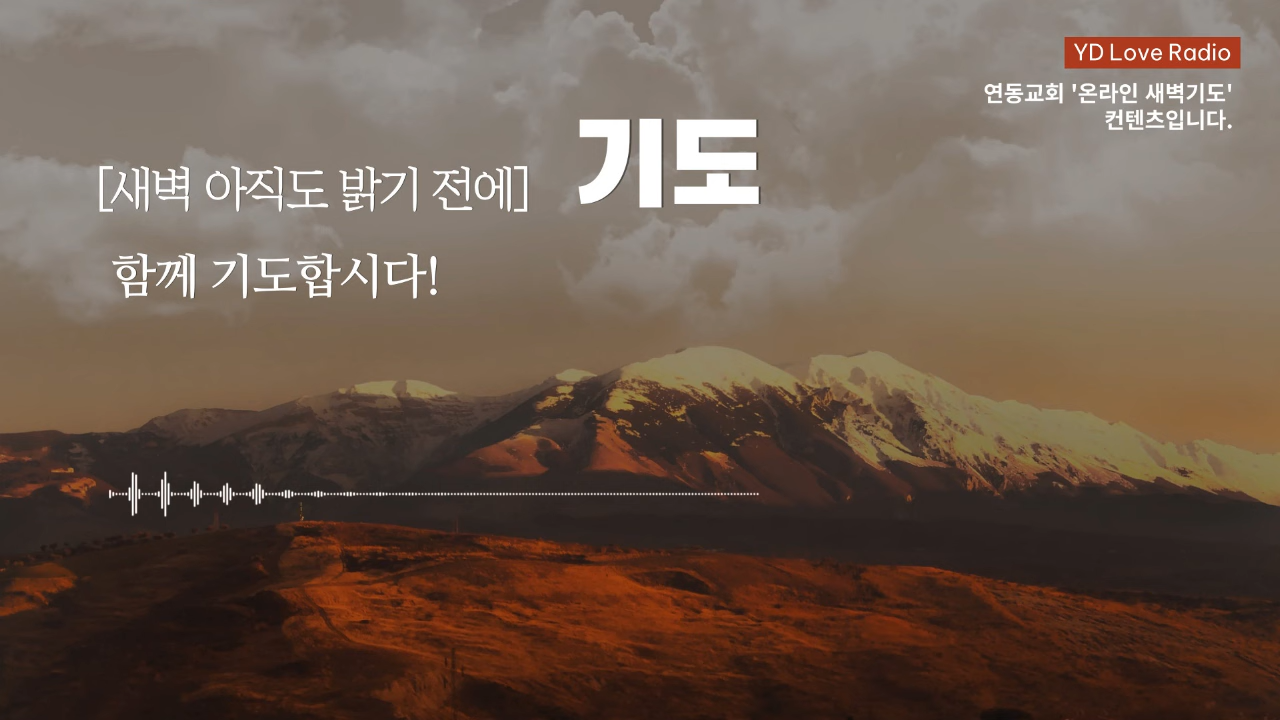 YD Love Radio
연동교회 '온라인 새벽기도'
컨텐츠입니다.
[새벽 아직도 밝기 전에] 기도
함께 기도합시다!